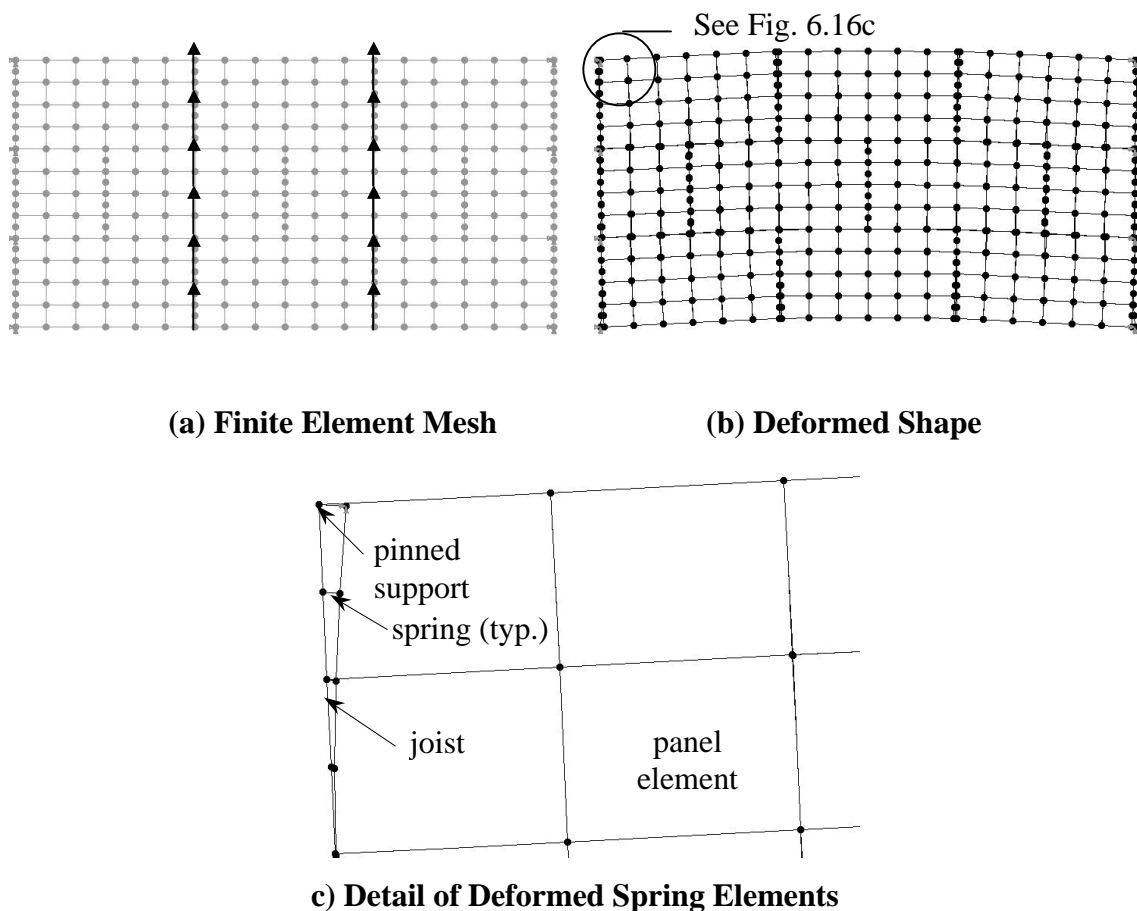 See Fig. 6.16c
(a) Finite Element Mesh
(b) Deformed Shape
pinned
support
spring (typ.)
joist
panel
element
c) Detail of Deformed Spring Elements